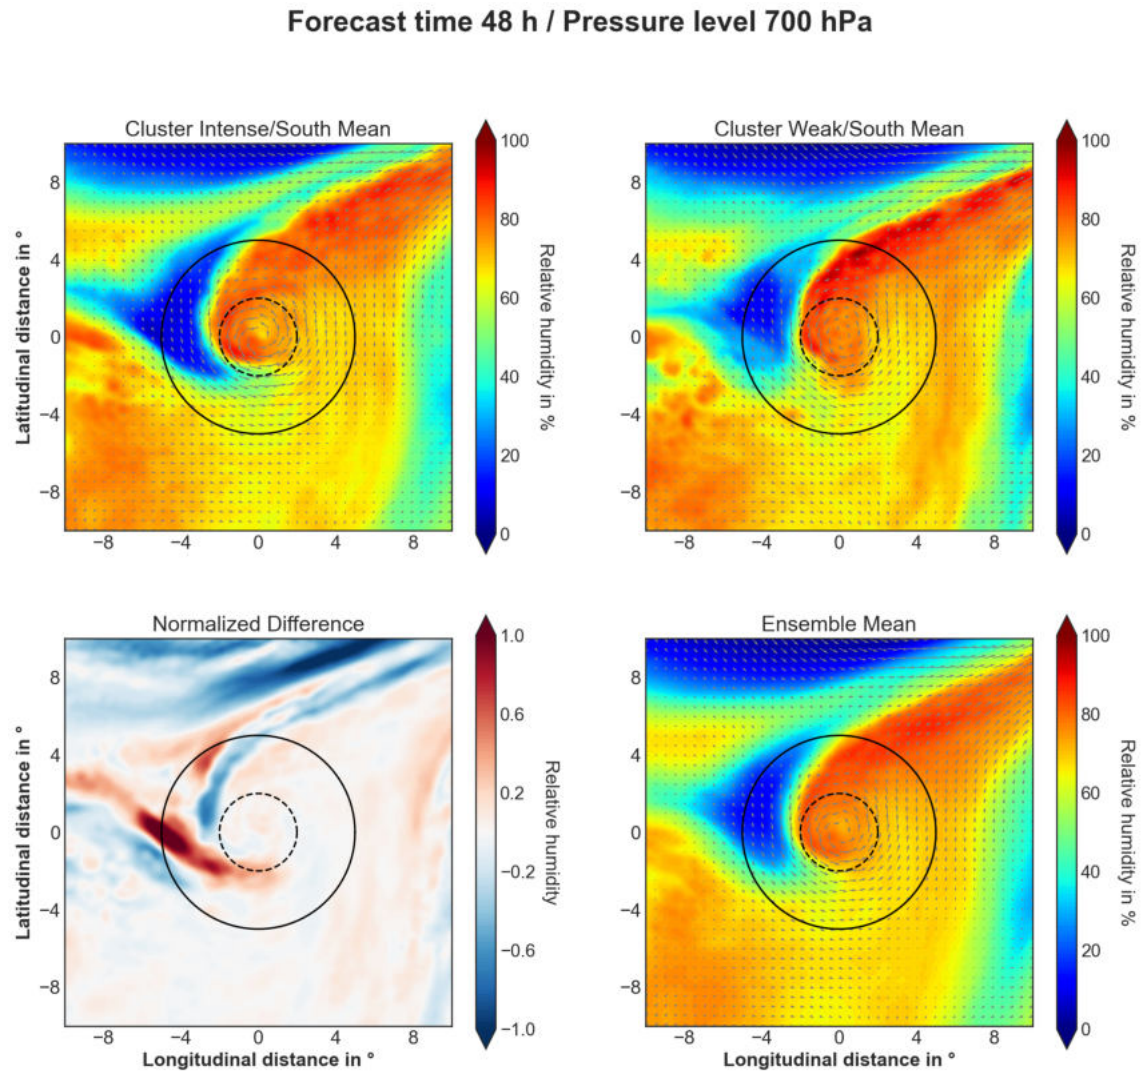 Forecast time 48 h / Pressure level 700 hPa
Cluster Intense/South Mean
Latitudinal distance in °
8
4
0
−4
−8
−8 −4 0 4 8
100
80
60
40
20
0
Relative humidity in %
Cluster Weak/South Mean
8
4
0
−4
−8
−8 −4 0 4 8
100
80
60
40
20
0
Relative humidity in %
Normalized Difference
Latitudinal distance in °
8
4
0
−4
−8
−8 −4 0 4 8
Longitudinal distance in °
1.0
0.6
0.2
−0.2
−0.6
−1.0
Relative humidity
Ensemble Mean
8
4
0
−4
−8
−8 −4 0 4 8
Longitudinal distance in °
100
80
60
40
20
0
Relative humidity in %